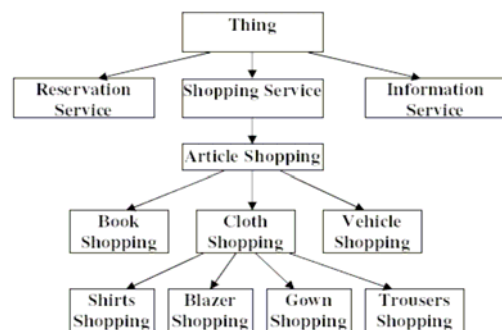 Thing
Reservation
Service
Shopping Service
Information
Service
Article Shopping
Book
Shopping
Cloth
Shopping
Vehicle
Shopping
Shirts
Shopping
Blazer
Shopping
Gown
Shopping
Trousers
Shopping